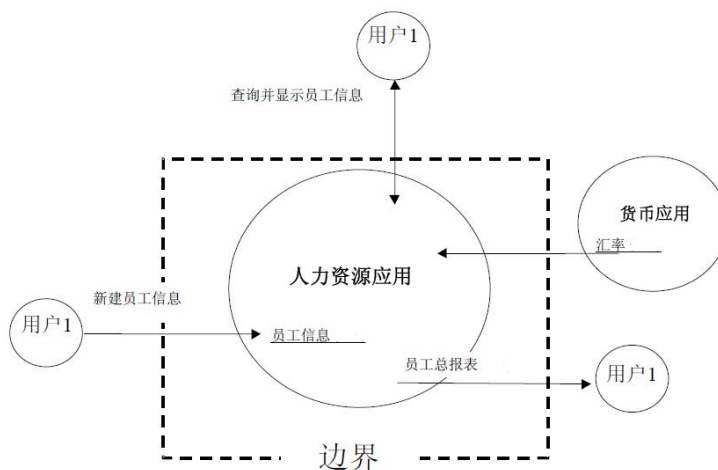 用户1
查询并显示员工信息
货币应用
汇率
人力资源应用
新建员工信息
用户1
员工信息
员工总报表
用户1
边界